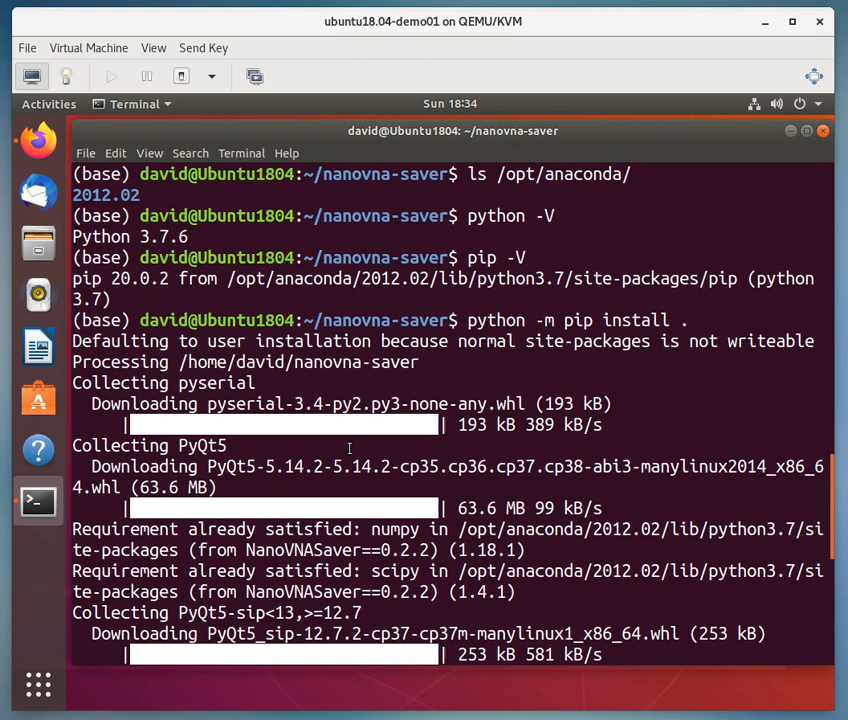 ubuntu18.04-demo01 on QEMU/KVM
File Virtual Machine View Send Key
Activities Terminal Sun 18:34
david@Ubuntu1804: ~/nanovna-saver
File Edit View Search Terminal Help
(base) david@Ubuntu1804:~/nanovna-saver$ ls /opt/anaconda/
2012.02
(base) david@Ubuntu1804:~/nanovna-saver$ python -V
Python 3.7.6
(base) david@Ubuntu1804:~/nanovna-saver$ pip -V
pip 20.0.2 from /opt/anaconda/2012.02/lib/python3.7/site-packages/pip (python
3.7)
(base) david@Ubuntu1804:~/nanovna-saver$ python -m pip install .
Defaulting to user installation because normal site-packages is not writeable
Processing /home/david/nanovna-saver
Collecting pyserial
Downloading pyserial-3.4-py2.py3-none-any.whl (193 kB)
| | 193 kB 389 kB/s
Collecting PyQt5
Downloading PyQt5-5.14.2-5.14.2-cp35.cp36.cp37.cp38-abi3-manylinux2014_x86_6
4.whl (63.6 MB)
| | 63.6 MB 99 kB/s
Requirement already satisfied: numpy in /opt/anaconda/2012.02/lib/python3.7/si
te-packages (from NanoVNASaver==0.2.2) (1.18.1)
Requirement already satisfied: scipy in /opt/anaconda/2012.02/lib/python3.7/si
te-packages (from NanoVNASaver==0.2.2) (1.4.1)
Collecting PyQt5-sip<13,>=12.7
Downloading PyQt5_sip-12.7.2-cp37-cp37m-manylinux1_x86_64.whl (253 kB)
| | 253 kB 581 kB/s